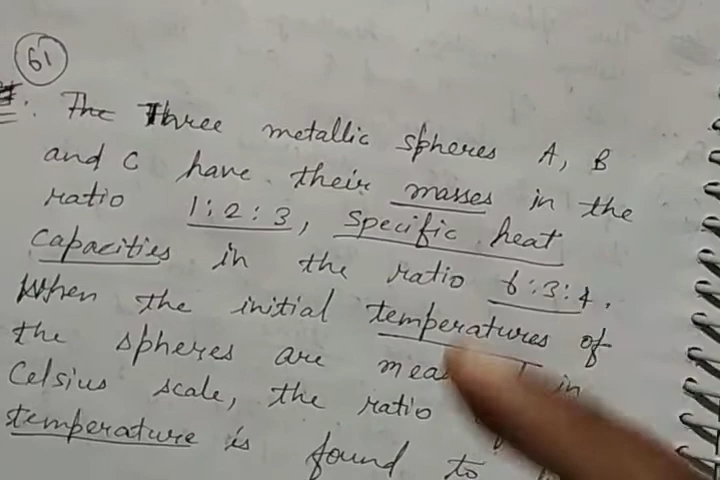 61
The Three metallic spheres A, B
and C have their masses in the
ratio 1:2:3, specific heat
capacities in the ratio 6:3:4.
When the initial temperatures of
the spheres are in
Celsius scale, the ratio
temperature is found to